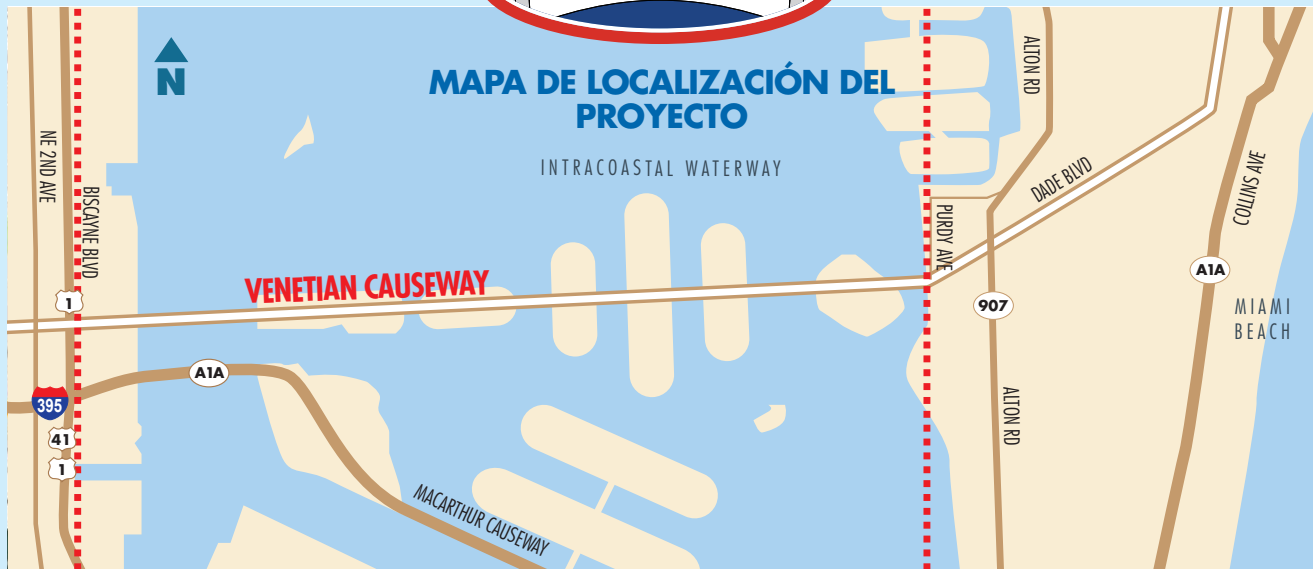 MAPA DE LOCALIZACIÓN DEL
PROYECTO
N
INTRACOASTAL WATERWAY
NE 2ND AVE
BISCAYNE BLVD
VENETIAN CAUSEWAY
1
A1A
395
41
1
MACARTHUR CAUSEWAY
ALTON RD
DADE BLVD
PURDY AVE
COLLINS AVE
A1A
907
MIAMI
BEACH
ALTON RD